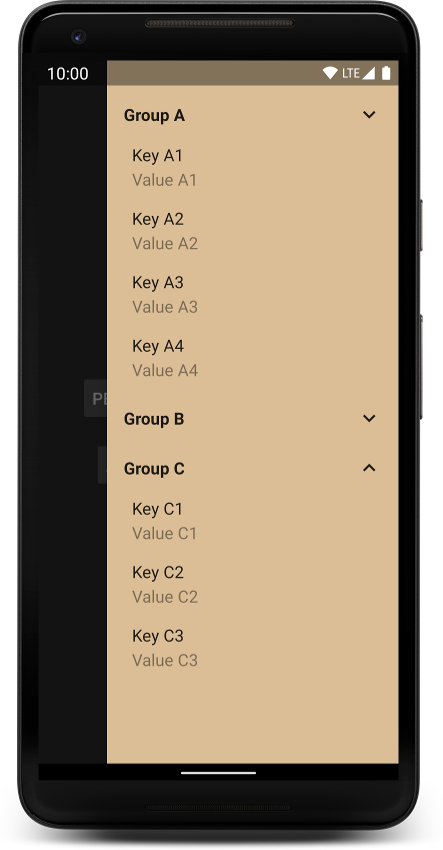 10:00 LTE
Group A
Key A1
Value A1
Key A2
Value A2
Key A3
Value A3
Key A4
Value A4
Group B
Group C
Key C1
Value C1
Key C2
Value C2
Key C3
Value C3